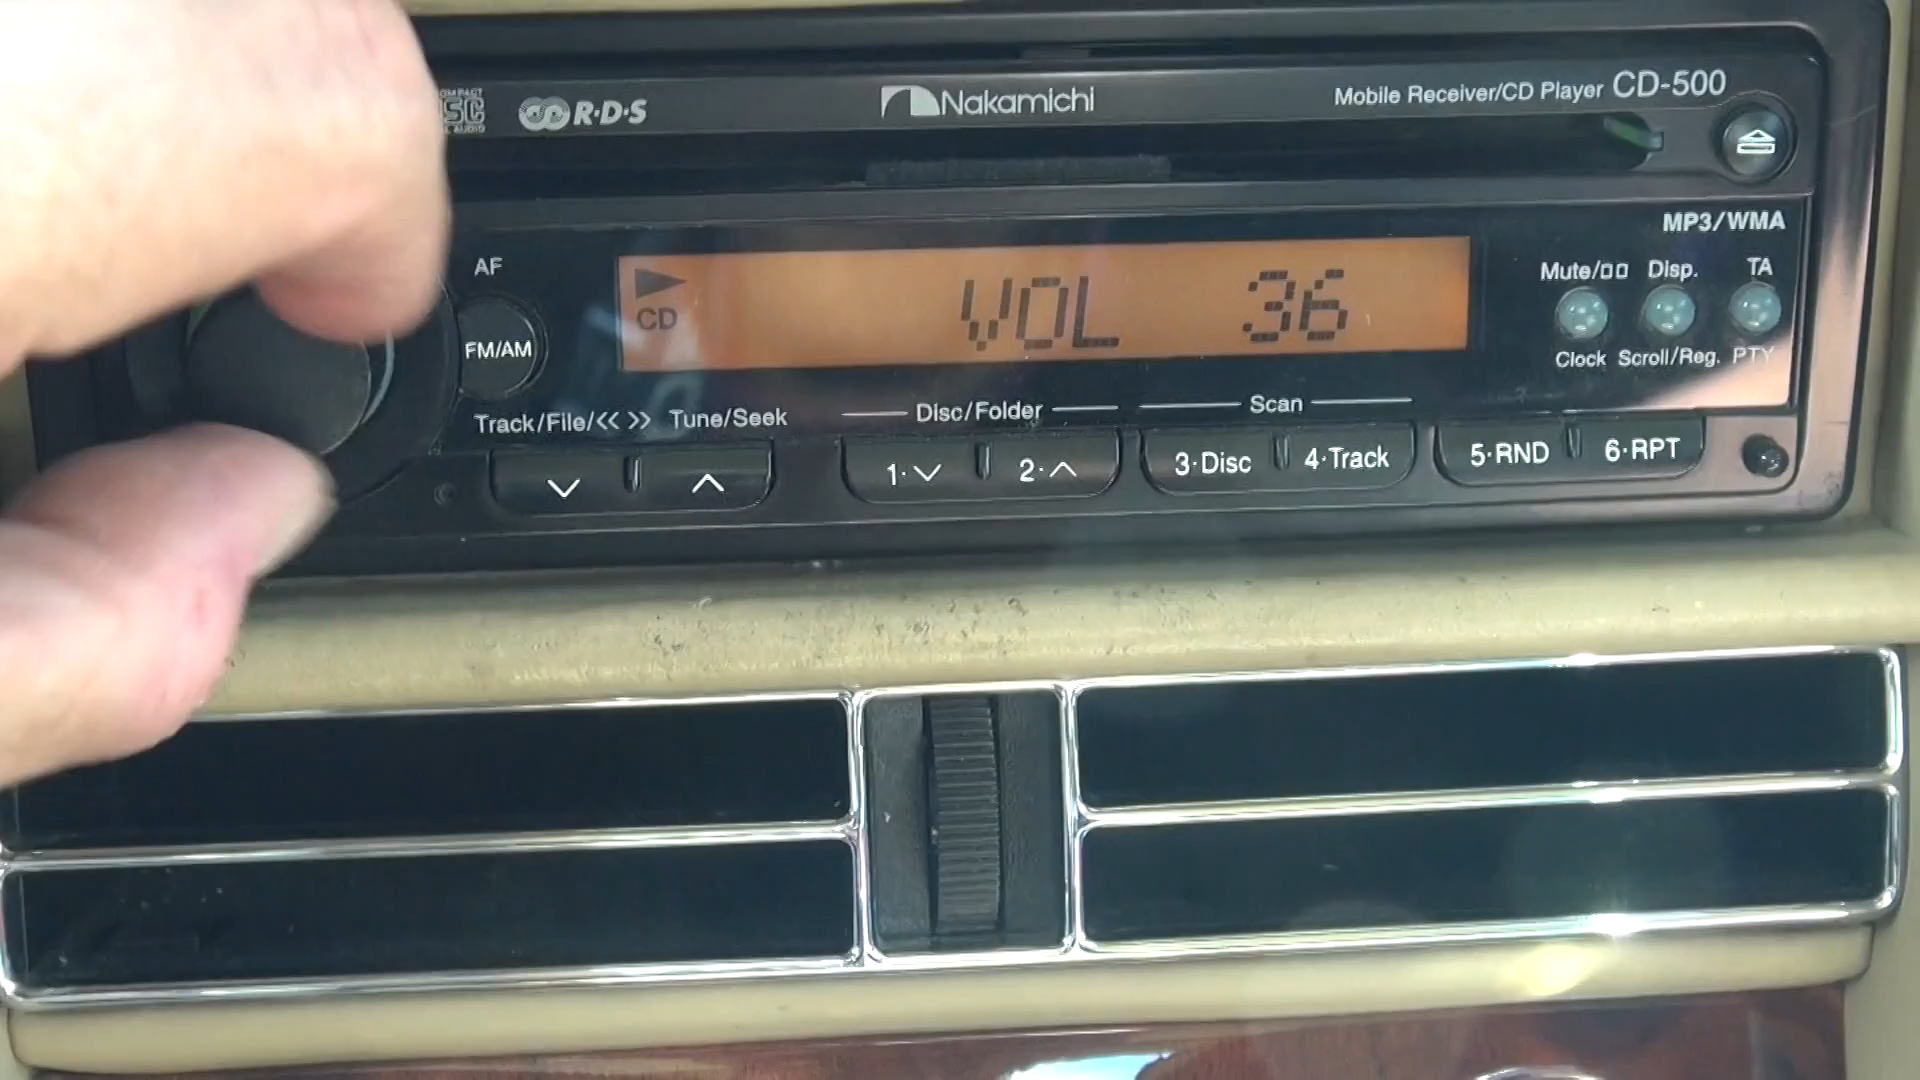 R·D·S Nakamichi Mobile Receiver/CD Player CD-500
MP3/WMA
AF
FM/AM
CD VOL 36
Mute/ Disp. TA
Clock Scroll/Reg. PTY
Track/File/<< >> Tune/Seek Disc/Folder Scan
1· 2· 3·Disc 4·Track 5·RND 6·RPT